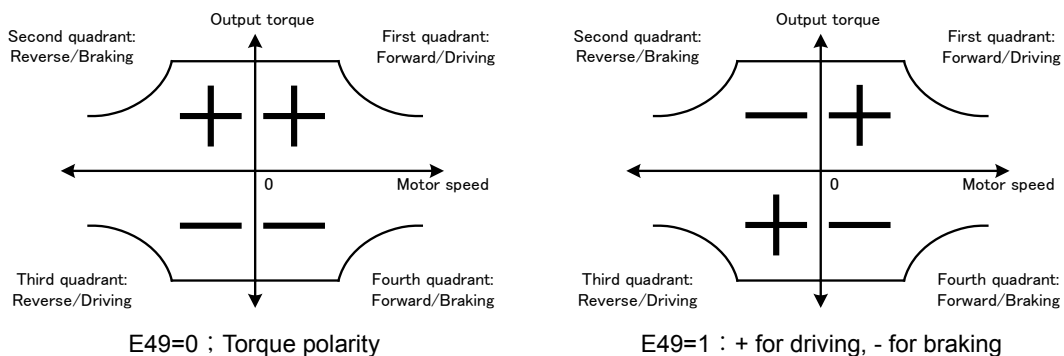 Output torque
Second quadrant:
Reverse/Braking
First quadrant:
Forward/Driving
0
Motor speed
Third quadrant:
Reverse/Driving
Fourth quadrant:
Forward/Braking
E49=0 ; Torque polarity
Output torque
Second quadrant:
Reverse/Braking
First quadrant:
Forward/Driving
0
Motor speed
Third quadrant:
Reverse/Driving
Fourth quadrant:
Forward/Braking
E49=1 : + for driving, - for braking